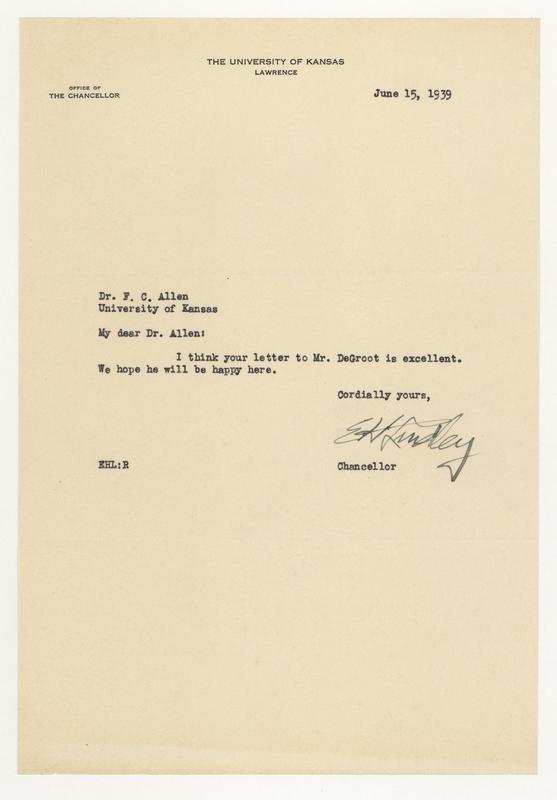 THE UNIVERSITY OF KANSAS
LAWRENCE
OFFICE OF
THE CHANCELLOR
June 15, 1939
Dr. F. C. Allen
University of Kansas
My dear Dr. Allen:
I think your letter to Mr. DeGroot is excellent.
We hope he will be happy here.
Cordially yours,
E H Lindley
EHL:R
Chancellor